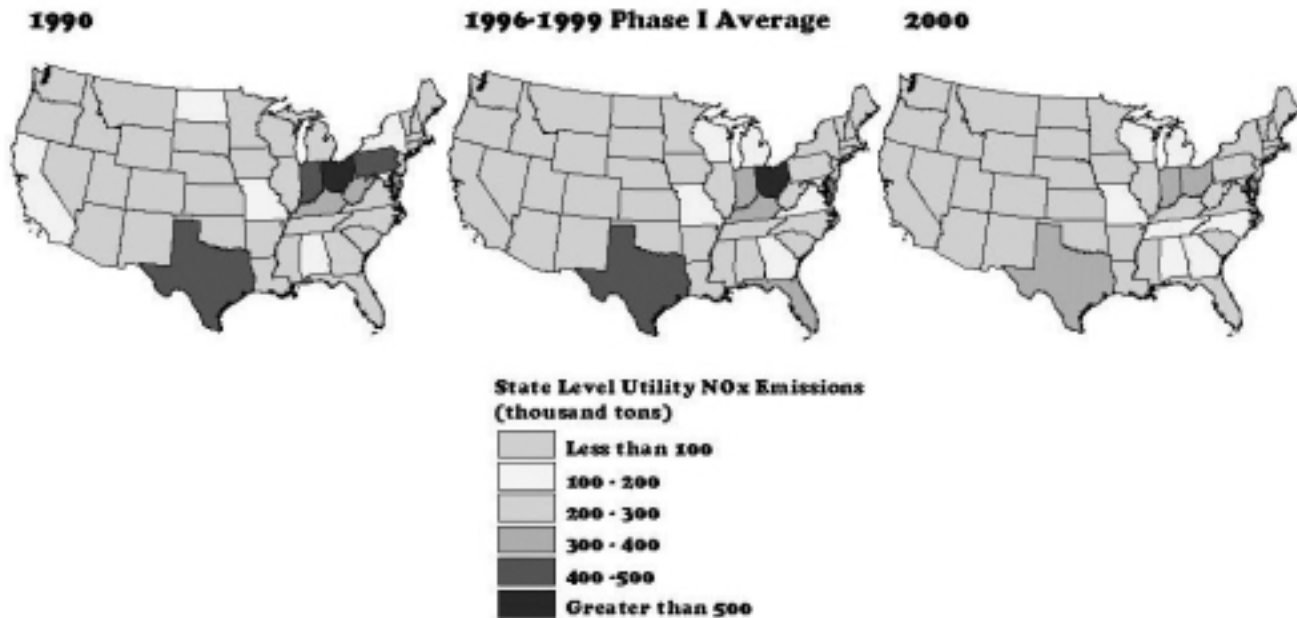 1990
1996-1999 Phase I Average
2000
State Level Utility NOx Emissions
(thousand tons)
Less than 100
100 - 200
200 - 300
300 - 400
400 -500
Greater than 500